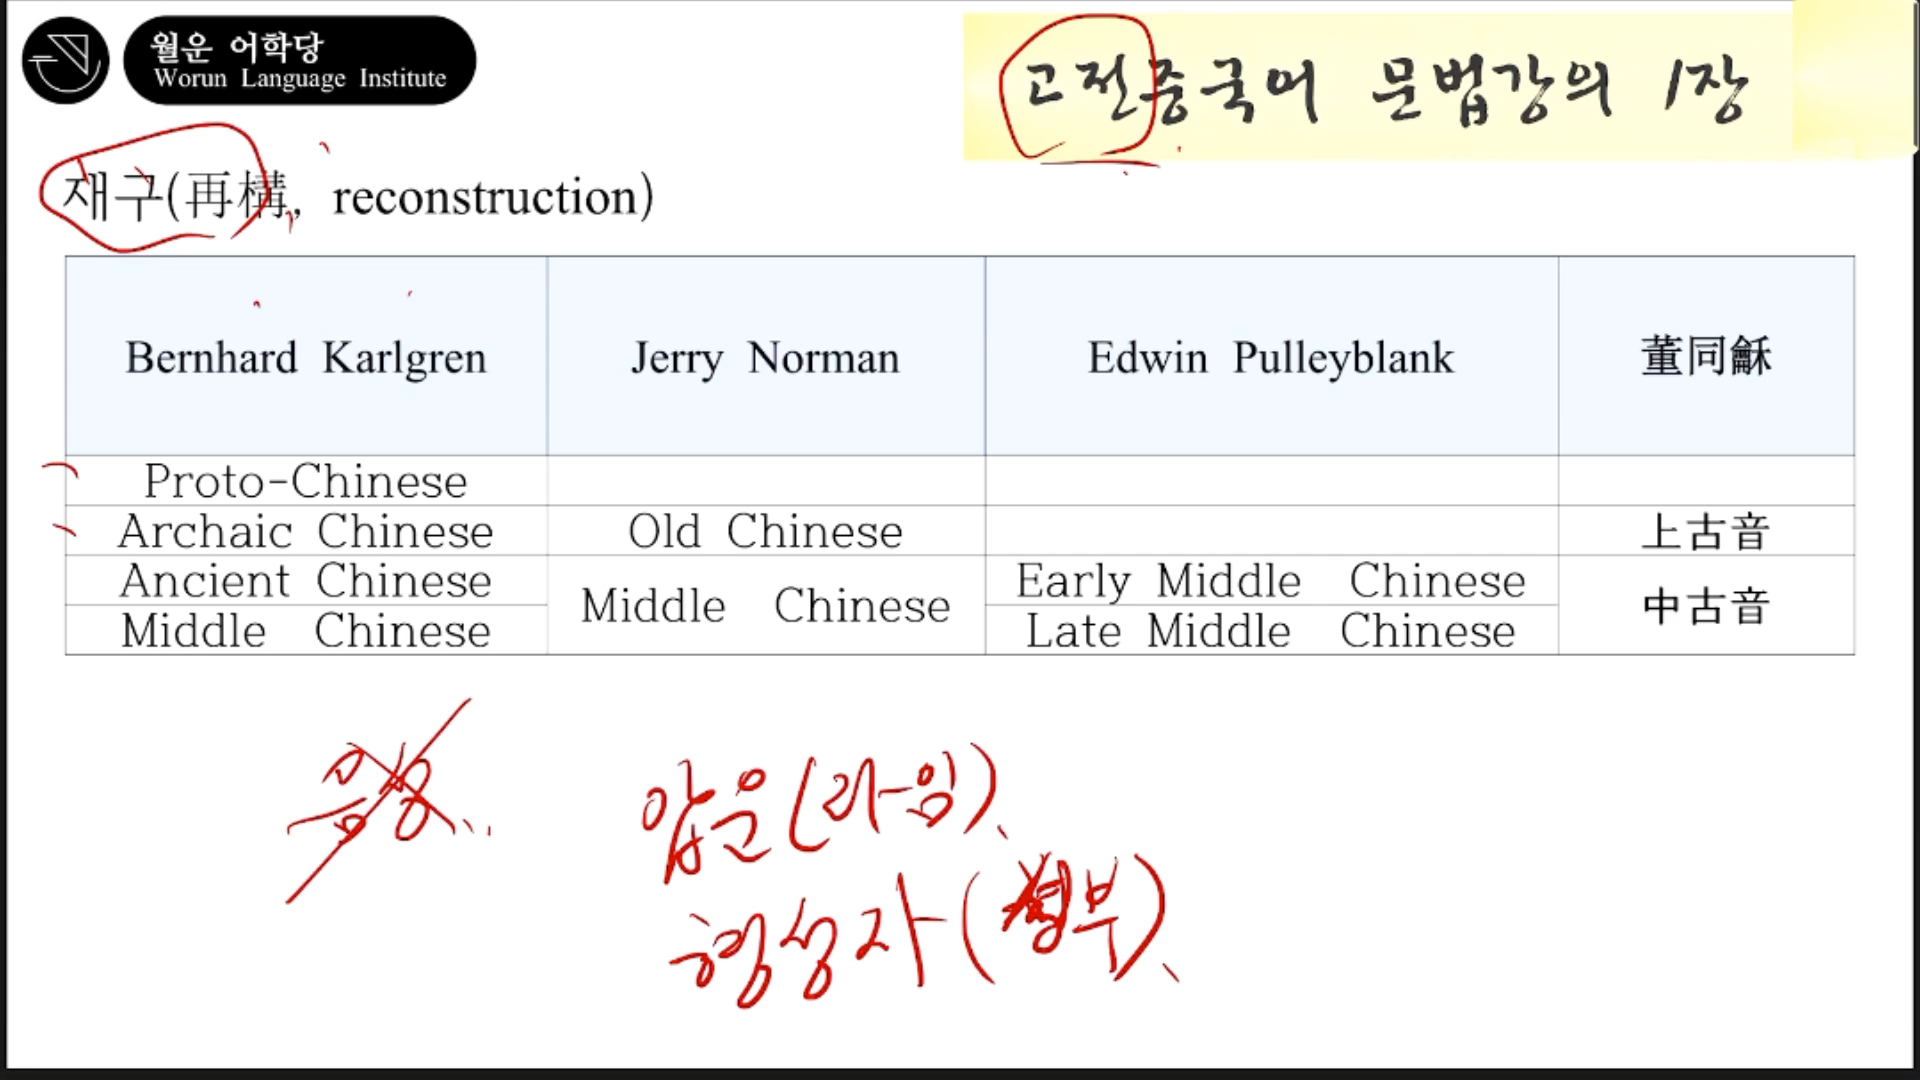 월운 어학당
Worun Language Institute
고전중국어 문법강의 1장
재구(再構, reconstruction)
Bernhard Karlgren Jerry Norman Edwin Pulleyblank 董同龢
Proto-Chinese
Archaic Chinese Old Chinese 上古音
Ancient Chinese Middle Chinese Early Middle Chinese 中古音
Middle Chinese Late Middle Chinese
압운(라임)
형성자(성부)